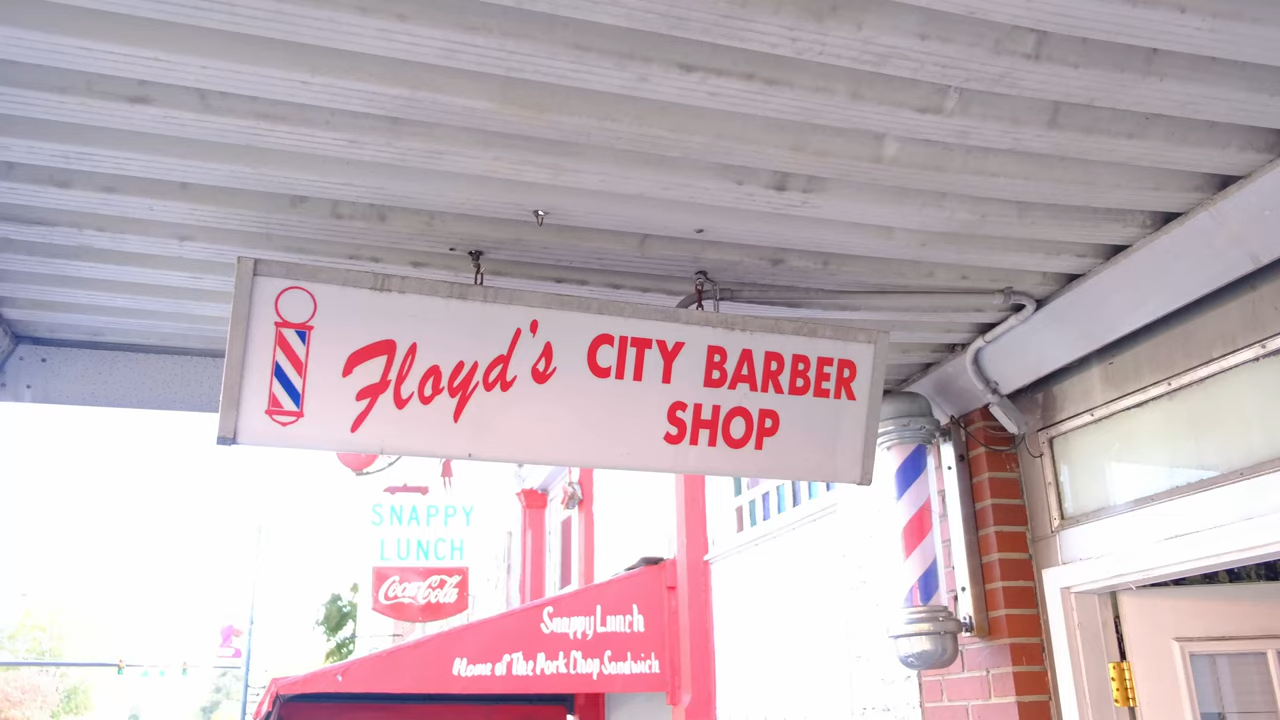 Floyd's CITY BARBER
SHOP
SNAPPY
LUNCH
Coca-Cola
Snappy Lunch
Home of The Pork Chop Sandwich